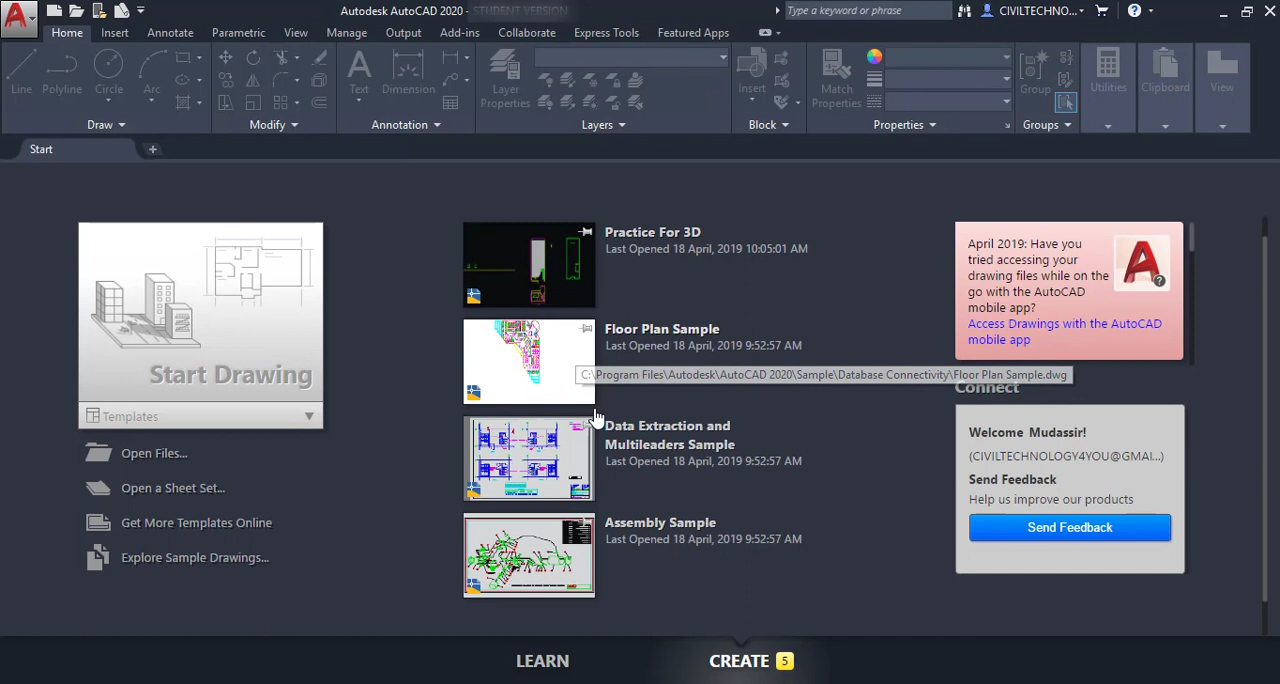 Autodesk AutoCAD 2020 - STUDENT VERSION
Type a keyword or phrase
CIVILTECHNO...
Home Insert Annotate Parametric View Manage Output Add-ins Collaborate Express Tools Featured Apps
Line Polyline Circle Arc
Text Dimension
Layer
Properties
Insert
Match
Properties
Group
Utilities
Clipboard
View
Draw Modify Annotation Layers Block Properties Groups
Start
Start Drawing
Templates
Open Files...
Open a Sheet Set...
Get More Templates Online
Explore Sample Drawings...
Practice For 3D
Last Opened 18 April, 2019 10:05:01 AM
Floor Plan Sample
Last Opened 18 April, 2019 9:52:57 AM
C:\Program Files\Autodesk\AutoCAD 2020\Sample\Database Connectivity\Floor Plan Sample.dwg
Data Extraction and
Multileaders Sample
Last Opened 18 April, 2019 9:52:57 AM
Assembly Sample
Last Opened 18 April, 2019 9:52:57 AM
April 2019: Have you
tried accessing your
drawing files while on the
go with the AutoCAD
mobile app?
Access Drawings with the AutoCAD
mobile app
Connect
Welcome Mudassir!
(CIVILTECHNOLOGY4YOU@GMAI...)
Send Feedback
Help us improve our products
Send Feedback
LEARN
CREATE 5